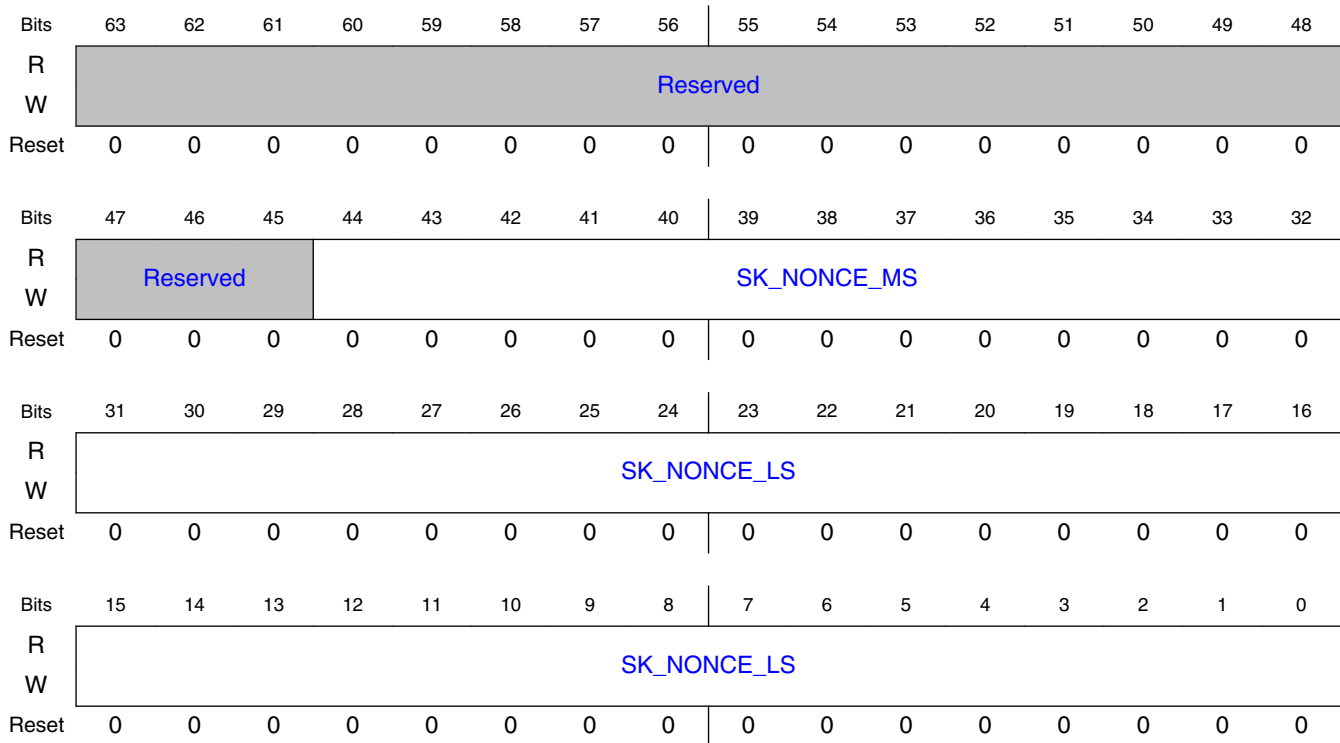 Bits 63 62 61 60 59 58 57 56 55 54 53 52 51 50 49 48
R
Reserved
W
Reset 0 0 0 0 0 0 0 0 0 0 0 0 0 0 0 0
Bits 47 46 45 44 43 42 41 40 39 38 37 36 35 34 33 32
R
Reserved SK_NONCE_MS
W
Reset 0 0 0 0 0 0 0 0 0 0 0 0 0 0 0 0
Bits 31 30 29 28 27 26 25 24 23 22 21 20 19 18 17 16
R
SK_NONCE_LS
W
Reset 0 0 0 0 0 0 0 0 0 0 0 0 0 0 0 0
Bits 15 14 13 12 11 10 9 8 7 6 5 4 3 2 1 0
R
SK_NONCE_LS
W
Reset 0 0 0 0 0 0 0 0 0 0 0 0 0 0 0 0